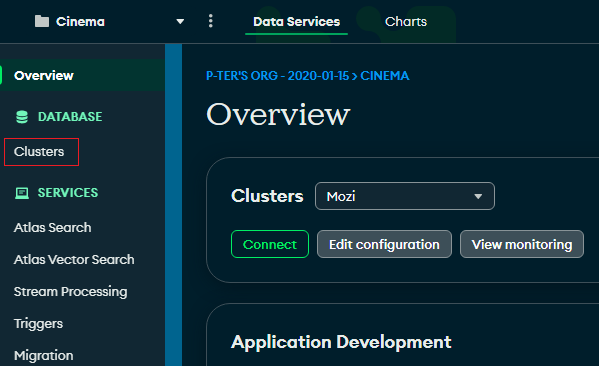 Cinema
Data Services
Charts
Overview
DATABASE
Clusters
SERVICES
Atlas Search
Atlas Vector Search
Stream Processing
Triggers
Migration
P-TER'S ORG - 2020-01-15 > CINEMA
Overview
Clusters Mozi
Connect Edit configuration View monitoring
Application Development